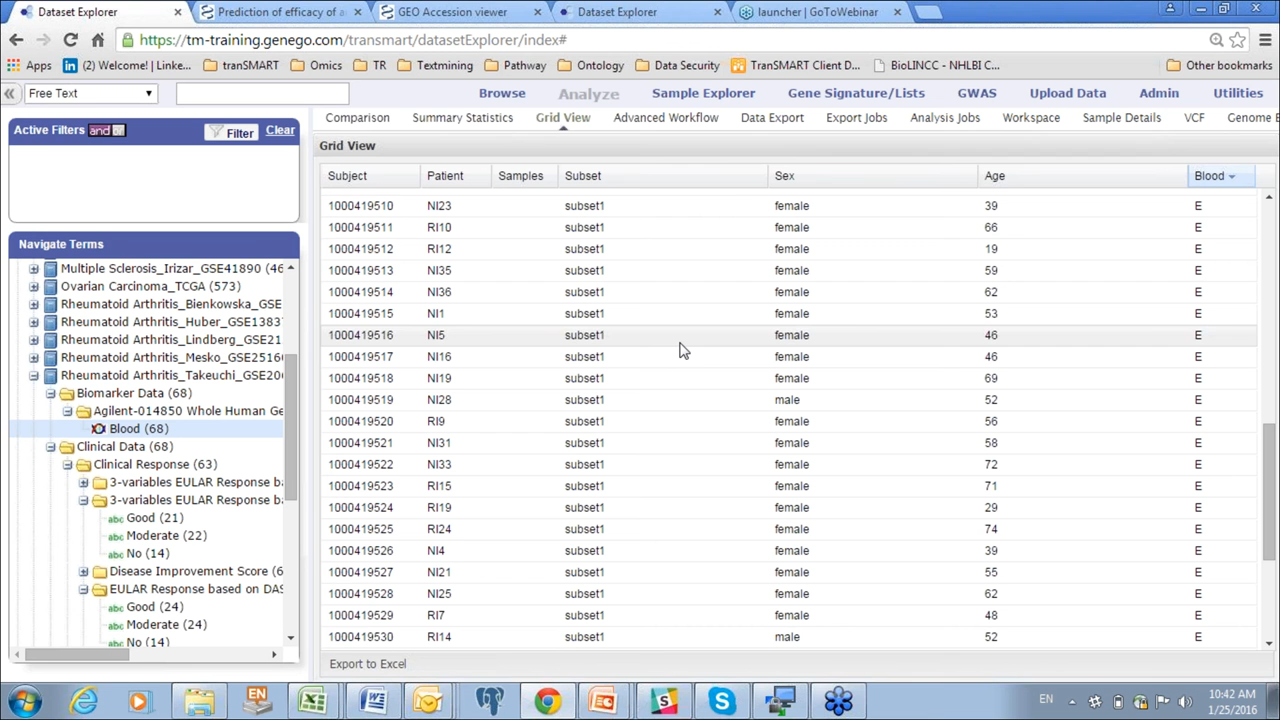 Dataset Explorer
Prediction of efficacy of a
GEO Accession viewer
Dataset Explorer
launcher | GoToWebinar
https://tm-training.genego.com/transmart/datasetExplorer/index#
Apps
(2) Welcome! | Linke...
tranSMART
Omics
TR
Textmining
Pathway
Ontology
Data Security
TranSMART Client D...
BioLINCC - NHLBI C...
Other bookmarks
Free Text
Browse
Analyze
Sample Explorer
Gene Signature/Lists
GWAS
Upload Data
Admin
Utilities
Active Filters and or
Filter
Clear
Comparison
Summary Statistics
Grid View
Advanced Workflow
Data Export
Export Jobs
Analysis Jobs
Workspace
Sample Details
VCF
Genome B
Navigate Terms
Multiple Sclerosis_Irizar_GSE41890 (46
Ovarian Carcinoma_TCGA (573)
Rheumatoid Arthritis_Bienkowska_GSE
Rheumatoid Arthritis_Huber_GSE1383
Rheumatoid Arthritis_Lindberg_GSE21
Rheumatoid Arthritis_Mesko_GSE2516
Rheumatoid Arthritis_Takeuchi_GSE20
Biomarker Data (68)
Agilent-014850 Whole Human Ge
Blood (68)
Clinical Data (68)
Clinical Response (63)
3-variables EULAR Response ba
3-variables EULAR Response ba
Good (21)
Moderate (22)
No (14)
Disease Improvement Score (6
EULAR Response based on DAS
Good (24)
Moderate (24)
No (14)
Grid View
Subject Patient Samples Subset Sex Age Blood
1000419510 NI23 subset1 female 39 E
1000419511 RI10 subset1 female 66 E
1000419512 RI12 subset1 female 19 E
1000419513 NI35 subset1 female 59 E
1000419514 NI36 subset1 female 62 E
1000419515 NI1 subset1 female 53 E
1000419516 NI5 subset1 female 46 E
1000419517 NI16 subset1 female 46 E
1000419518 NI19 subset1 female 69 E
1000419519 NI28 subset1 male 52 E
1000419520 RI9 subset1 female 56 E
1000419521 NI31 subset1 female 58 E
1000419522 NI33 subset1 female 72 E
1000419523 RI15 subset1 female 71 E
1000419524 RI19 subset1 female 29 E
1000419525 RI24 subset1 female 74 E
1000419526 NI4 subset1 female 39 E
1000419527 NI21 subset1 female 55 E
1000419528 NI25 subset1 female 62 E
1000419529 RI7 subset1 female 48 E
1000419530 RI14 subset1 male 52 E
Export to Excel
EN
EN
10:42 AM
1/25/2016